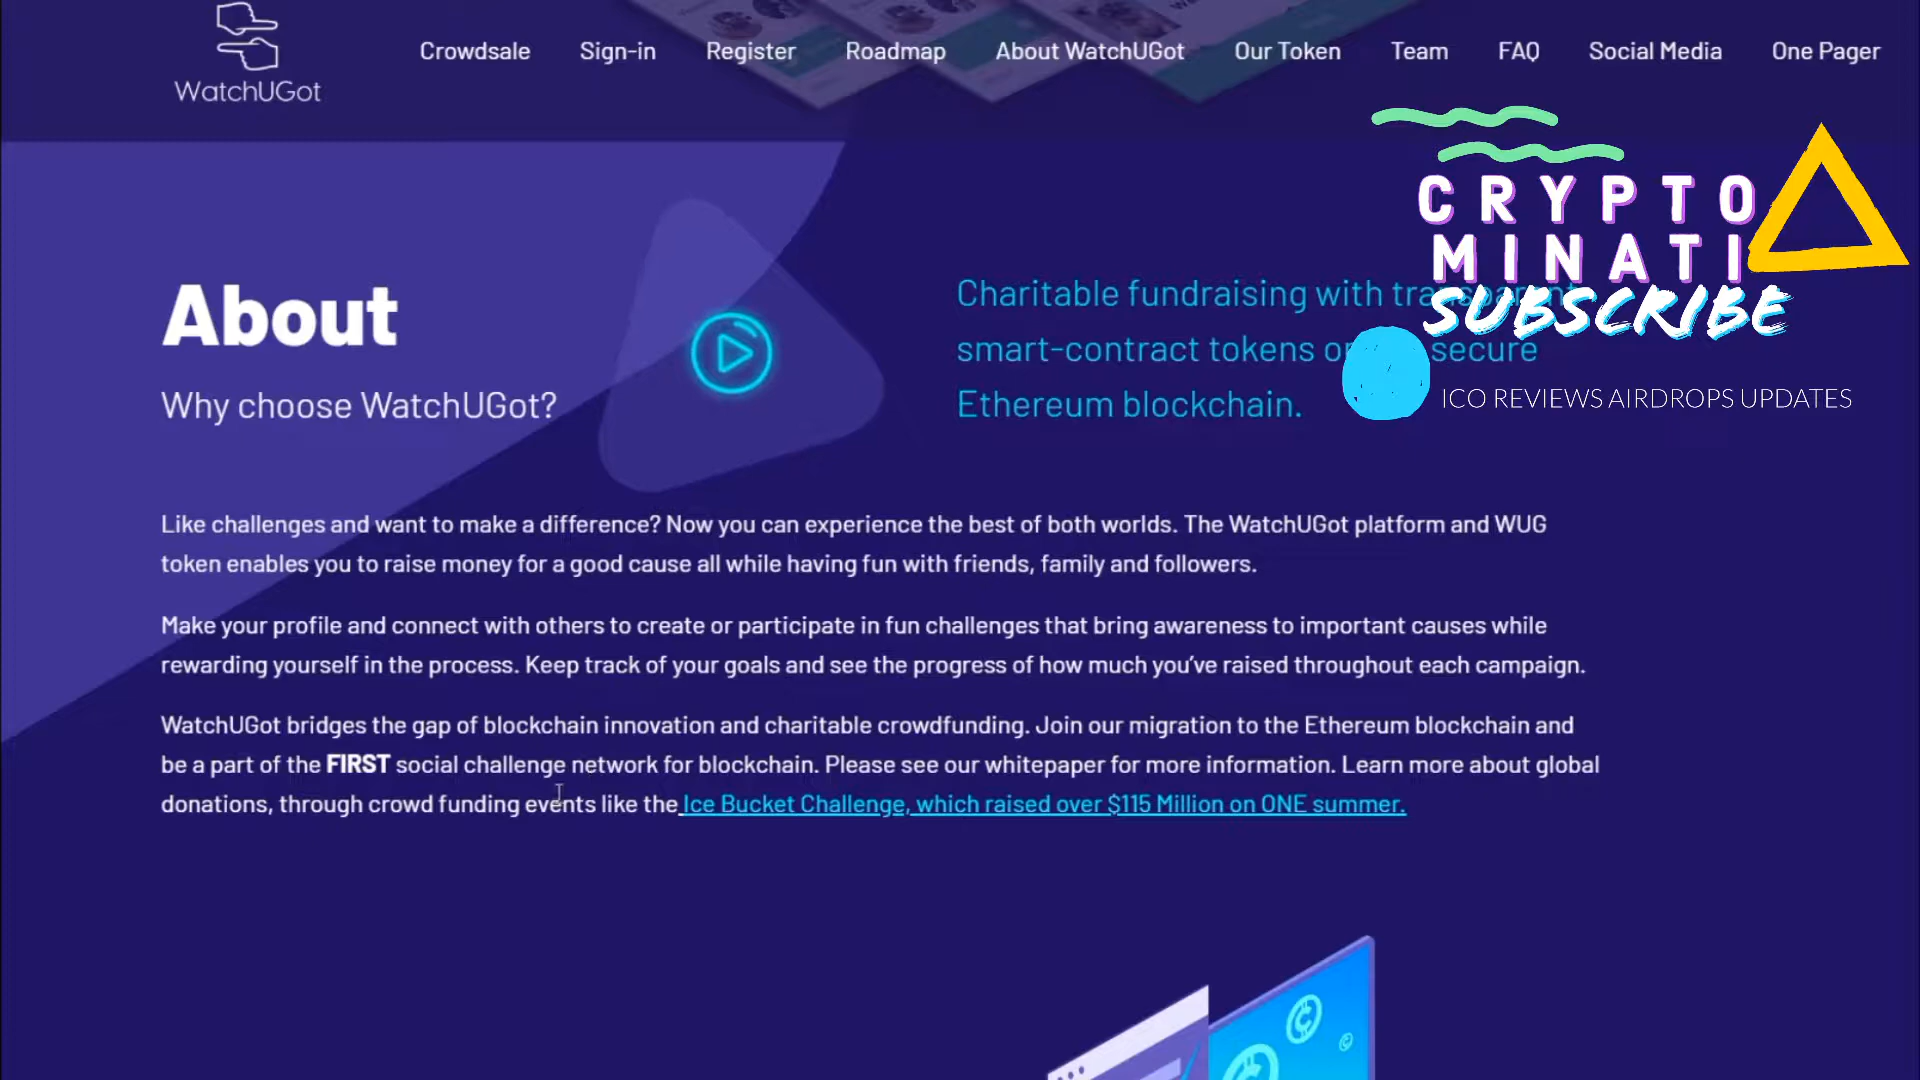 WatchUGot
Crowdsale Sign-in Register Roadmap About WatchUGot Our Token Team FAQ Social Media One Pager
CRYPTO
MINATI
SUBSCRIBE
ICO REVIEWS AIRDROPS UPDATES
About
Why choose WatchUGot?
Charitable fundraising with transparent
smart-contract tokens on secure
Ethereum blockchain.
Like challenges and want to make a difference? Now you can experience the best of both worlds. The WatchUGot platform and WUG
token enables you to raise money for a good cause all while having fun with friends, family and followers.
Make your profile and connect with others to create or participate in fun challenges that bring awareness to important causes while
rewarding yourself in the process. Keep track of your goals and see the progress of how much you've raised throughout each campaign.
WatchUGot bridges the gap of blockchain innovation and charitable crowdfunding. Join our migration to the Ethereum blockchain and
be a part of the FIRST social challenge network for blockchain. Please see our whitepaper for more information. Learn more about global
donations, through crowd funding events like the Ice Bucket Challenge, which raised over $115 Million on ONE summer.